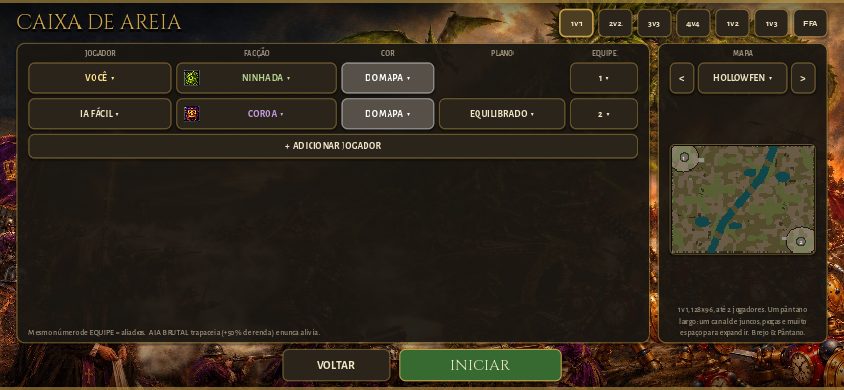 CAIXA DE AREIA
1v1 2v2 3v3 4v4 1v2 1v3 FFA
JOGADOR FACÇÃO COR PLANO EQUIPE
VOCÊ NINHADA DO MAPA 1
IA FÁCIL COROA DO MAPA EQUILIBRADO 2
+ ADICIONAR JOGADOR
Mesmo número de EQUIPE = aliados. A IA BRUTAL trapaceia (+50% de renda) e nunca alivia.
MAPA
< HOLLOWFEN >
1v1, 128x96, até 2 jogadores. Um pântano
largo: um canal de juncos, poças e muito
espaço para expandir. Brejo & Pântano.
VOLTAR INICIAR